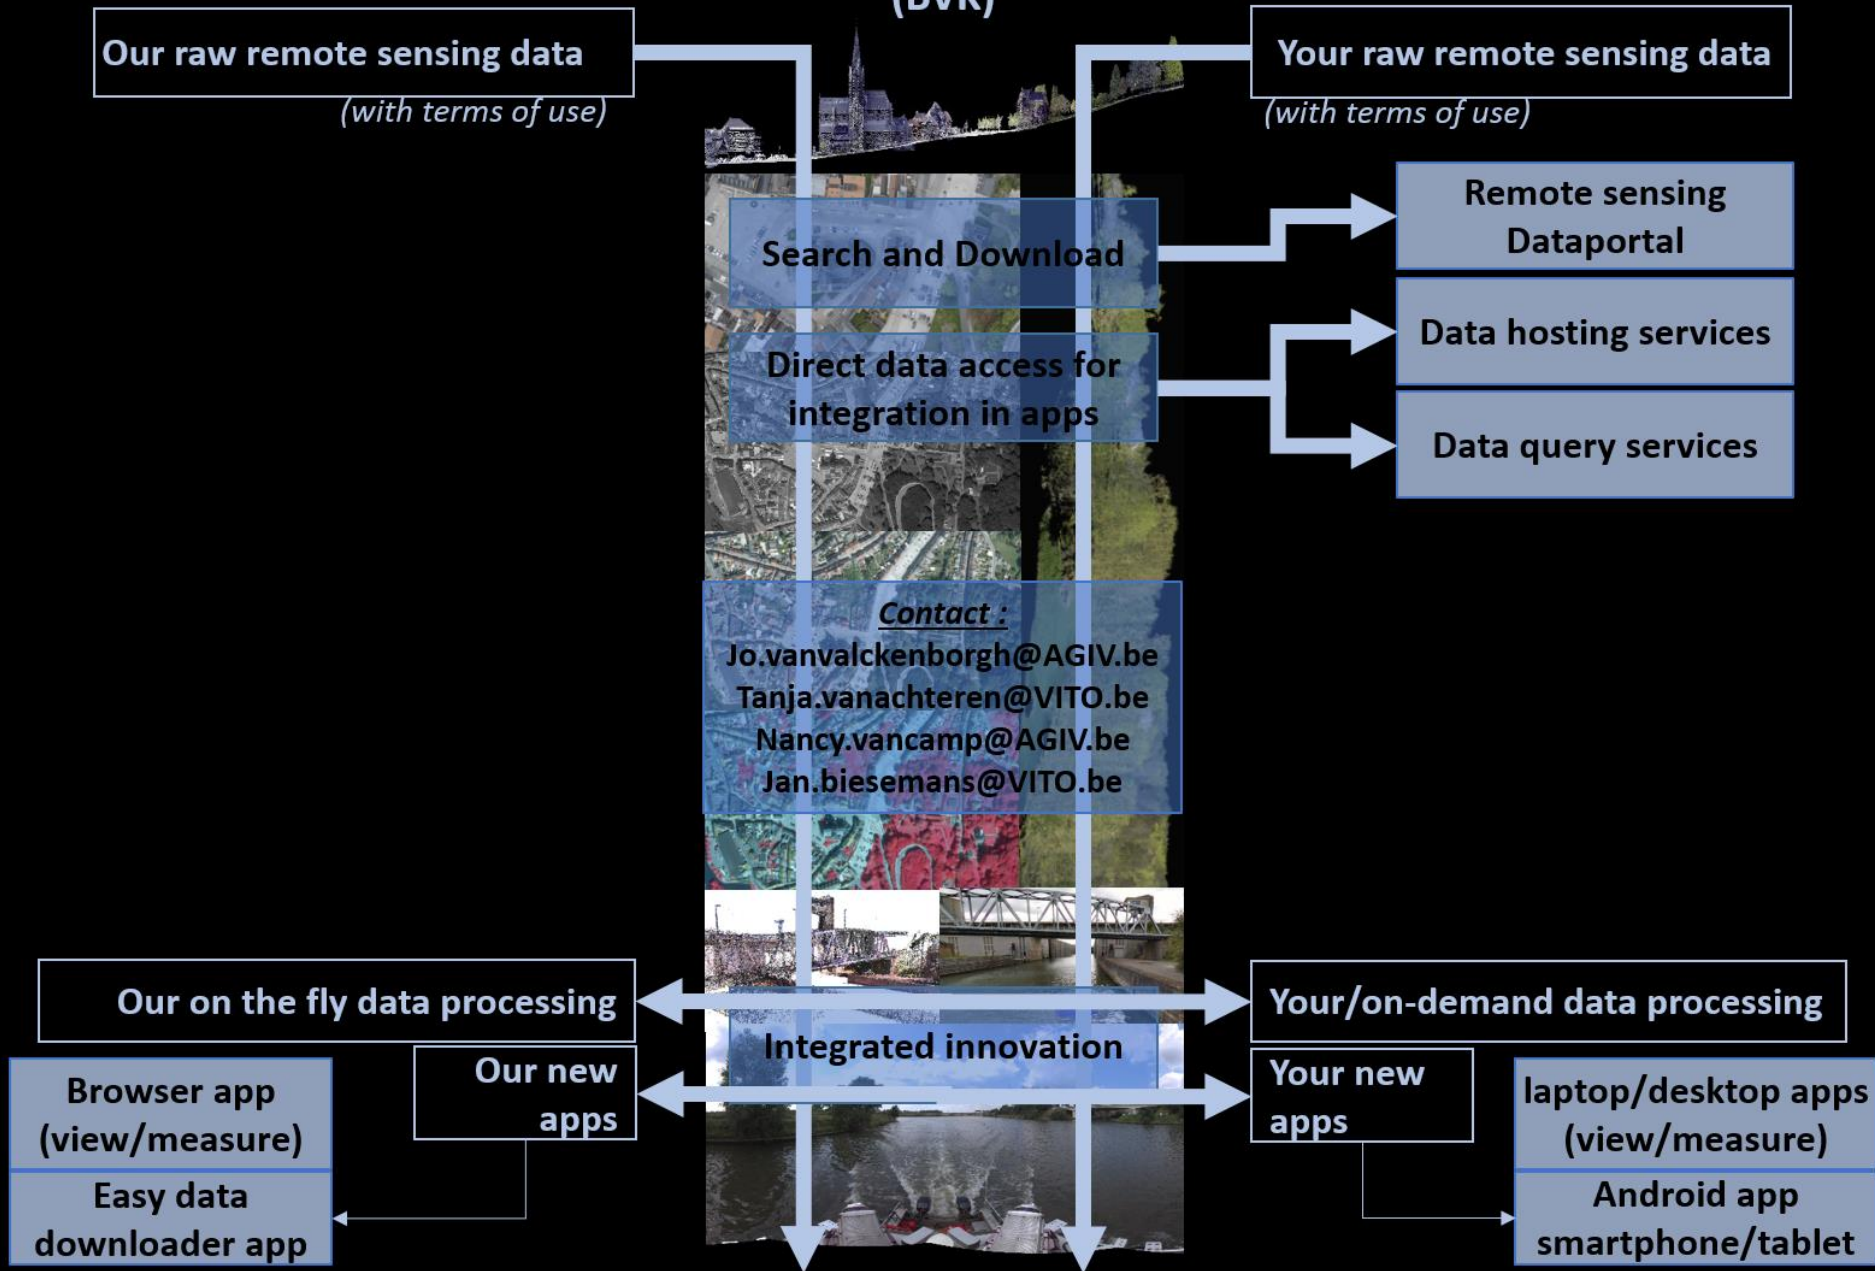 (BVR)
Our raw remote sensing data
(with terms of use)
Your raw remote sensing data
(with terms of use)
Search and Download
Remote sensing
Dataportal
Direct data access for
integration in apps
Data hosting services
Data query services
Contact :
Jo.vanvalckenborgh@AGIV.be
Tanja.vanachteren@VITO.be
Nancy.vancamp@AGIV.be
Jan.biesemans@VITO.be
Our on the fly data processing
Your/on-demand data processing
Integrated innovation
Our new
apps
Your new
apps
Browser app
(view/measure)
Easy data
downloader app
laptop/desktop apps
(view/measure)
Android app
smartphone/tablet